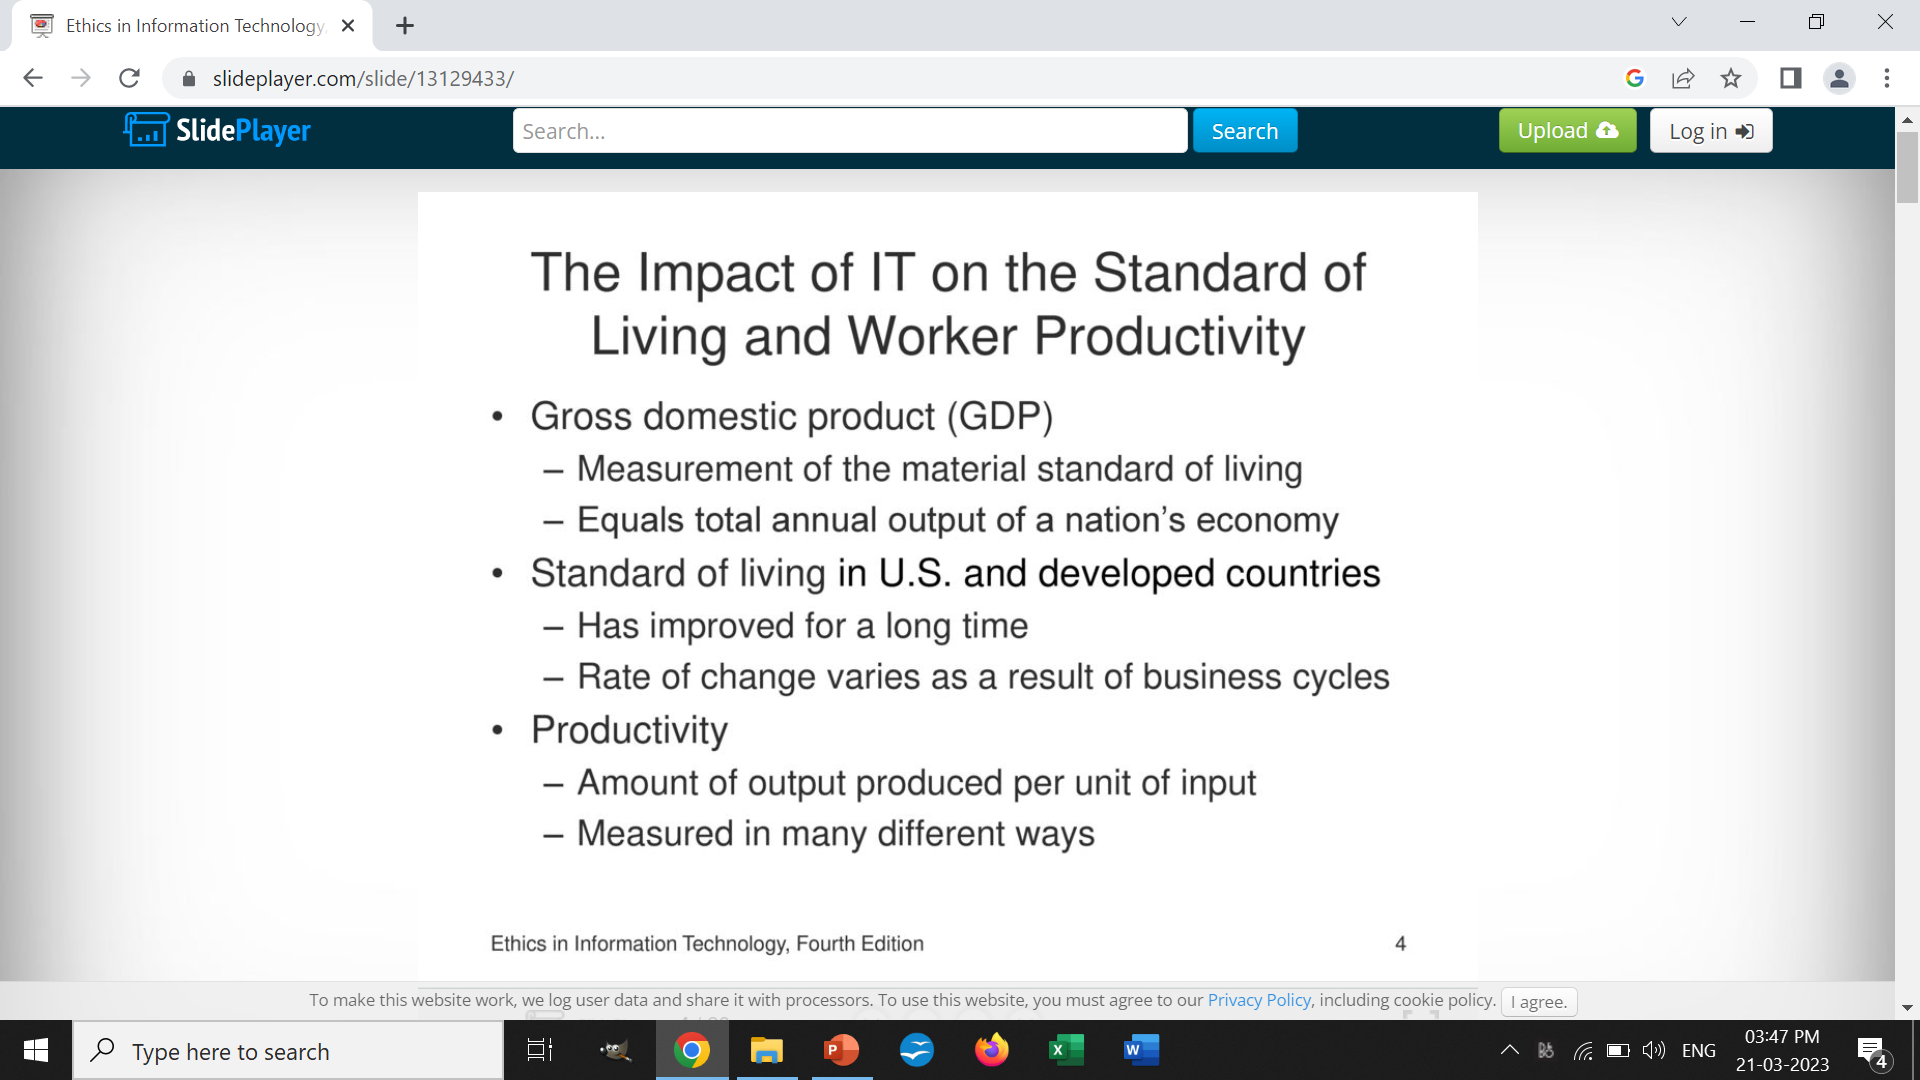 Ethics in Information Technology,
slideplayer.com/slide/13129433/
SlidePlayer
Search...
Search
Upload
Log in
The Impact of IT on the Standard of
Living and Worker Productivity
• Gross domestic product (GDP)
– Measurement of the material standard of living
– Equals total annual output of a nation’s economy
• Standard of living in U.S. and developed countries
– Has improved for a long time
– Rate of change varies as a result of business cycles
• Productivity
– Amount of output produced per unit of input
– Measured in many different ways
Ethics in Information Technology, Fourth Edition
4
To make this website work, we log user data and share it with processors. To use this website, you must agree to our Privacy Policy, including cookie policy.
I agree.
Type here to search
ENG
03:47 PM
21-03-2023
4